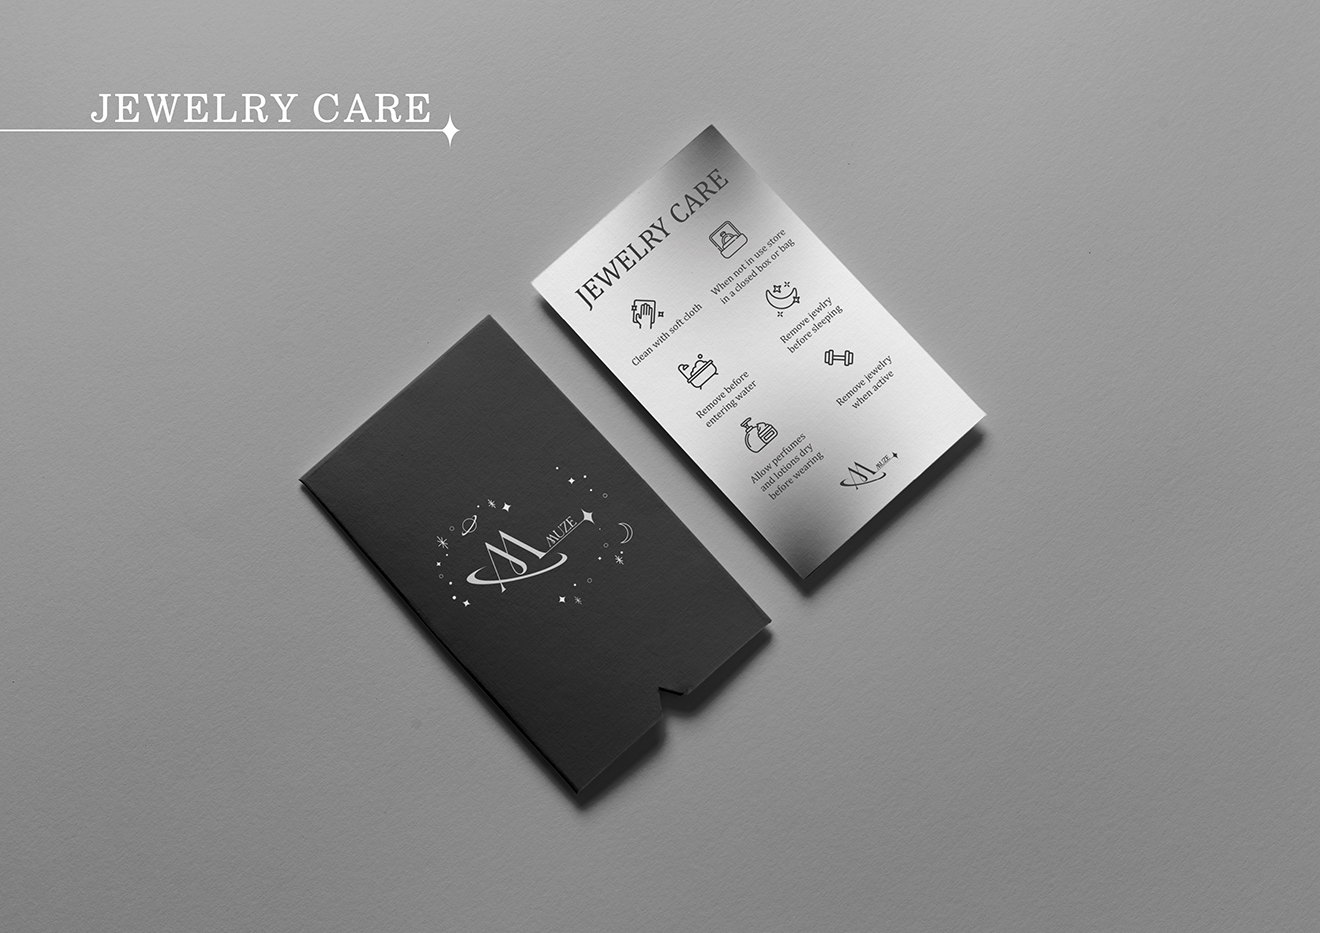 JEWELRY CARE
JEWELRY CARE
Clean with soft cloth
When not in use store
in a closed box or bag
Remove before
entering water
Remove jewlry
before sleeping
Allow perfumes
and lotions dry
before wearing
Remove jewelry
when active
M MUZE
M MUZE